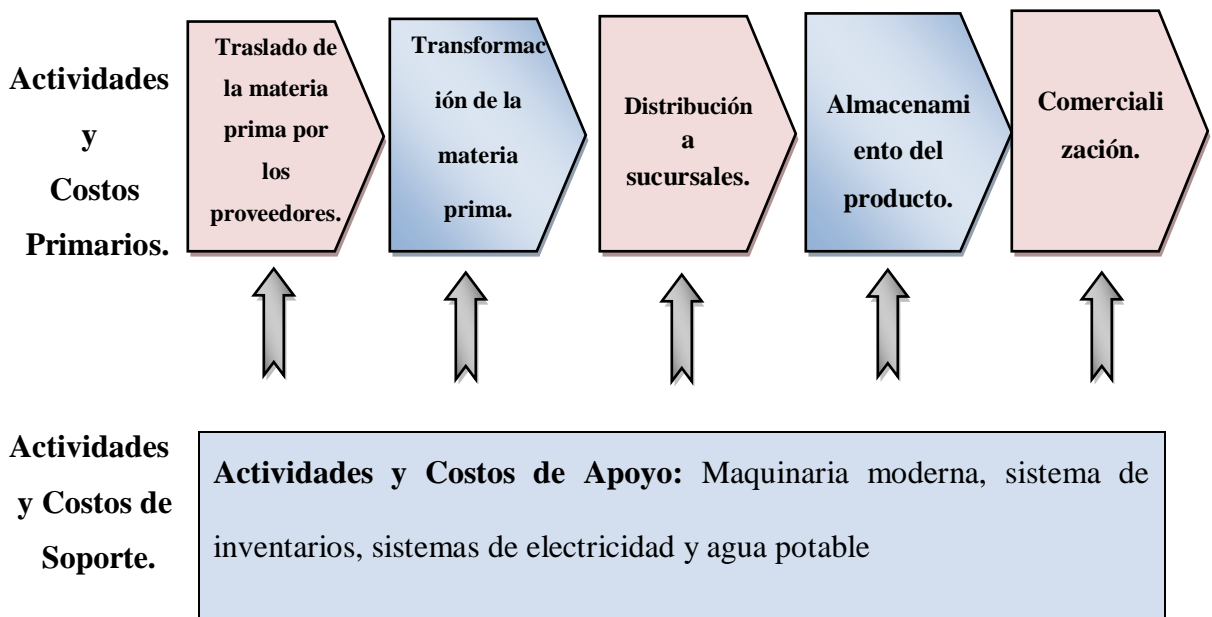 Actividades
y
Costos
Primarios.
Traslado de
la materia
prima por
los
proveedores.
Transformac
ión de la
materia
prima.
Distribución
a
sucursales.
Almacenami
ento del
producto.
Comerciali
zación.
Actividades
y Costos de
Soporte.
Actividades y Costos de Apoyo: Maquinaria moderna, sistema de
inventarios, sistemas de electricidad y agua potable